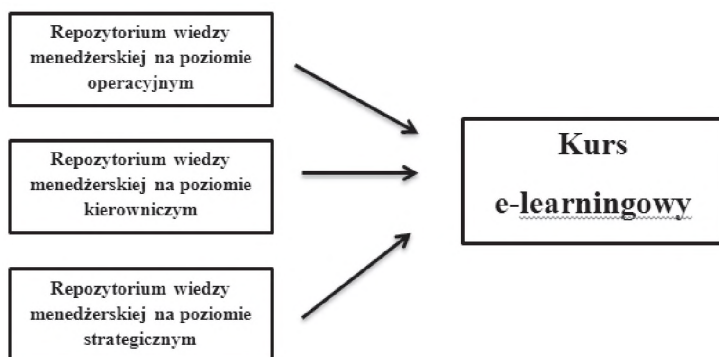 Repozytorium wiedzy
menedżerskiej na poziomie
operacyjnym
Repozytorium wiedzy
menedżerskiej na poziomie
kierowniczym
Repozytorium wiedzy
menedżerskiej na poziomie
strategicznym
Kurs
e-learningowy